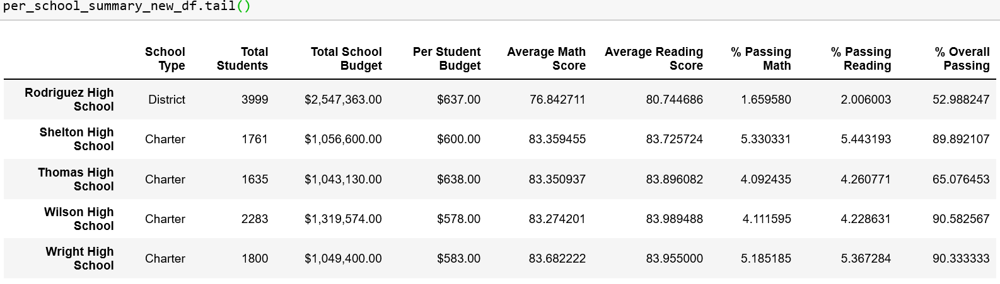 per_school_summary_new_df.tail()
School Total Total School Per Student Average Math Average Reading % Passing % Passing % Overall
Type Students Budget Budget Score Score Math Reading Passing
Rodriguez High School District 3999 $2,547,363.00 $637.00 76.842711 80.744686 1.659580 2.006003 52.988247
Shelton High School Charter 1761 $1,056,600.00 $600.00 83.359455 83.725724 5.330331 5.443193 89.892107
Thomas High School Charter 1635 $1,043,130.00 $638.00 83.350937 83.896082 4.092435 4.260771 65.076453
Wilson High School Charter 2283 $1,319,574.00 $578.00 83.274201 83.989488 4.111595 4.228631 90.582567
Wright High School Charter 1800 $1,049,400.00 $583.00 83.682222 83.955000 5.185185 5.367284 90.333333